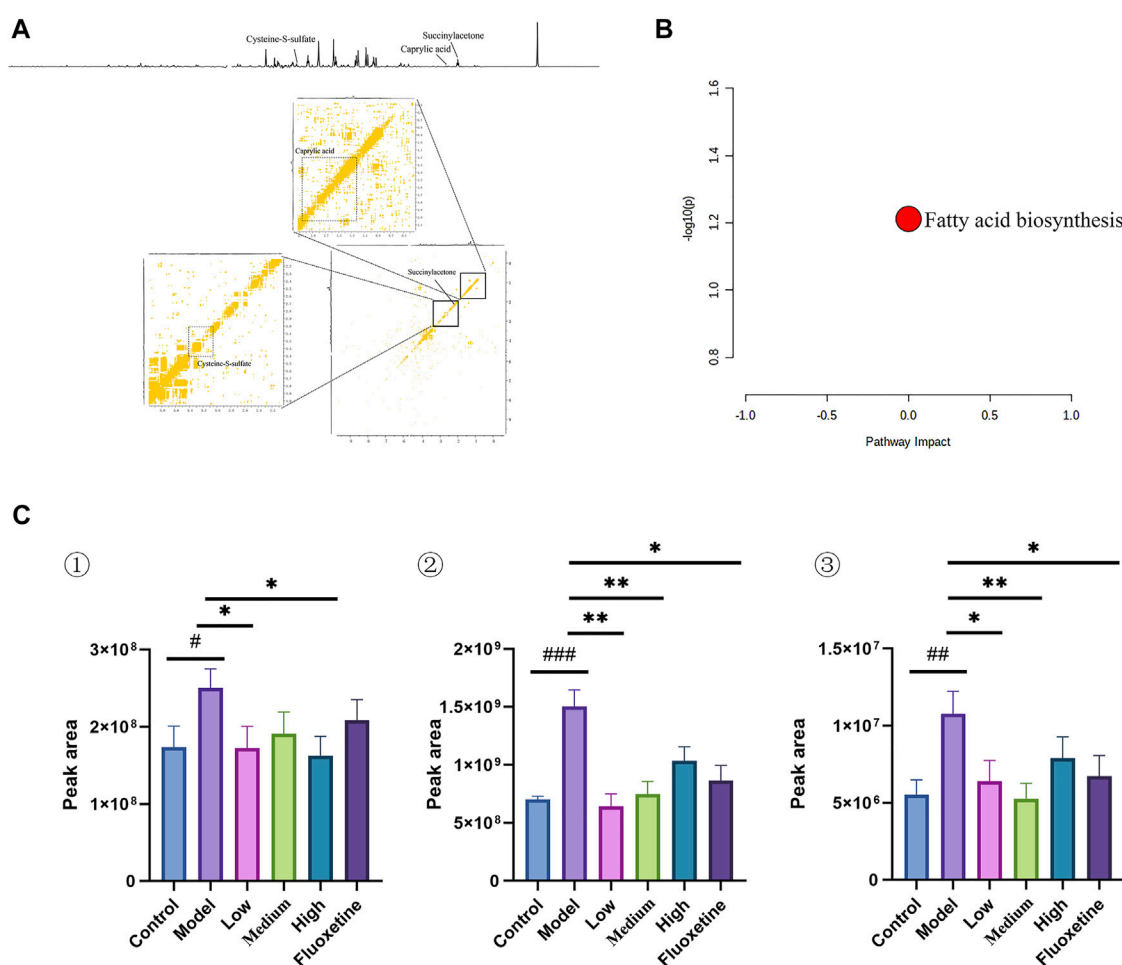 A
Cysteine-S-sulfate
Succinylacetone
Caprylic acid
Caprylic acid
Succinylacetone
Cysteine-S-sulfate
B
1.6
1.4
1.2
1.0
0.8
-log10(p)
Fatty acid biosynthesis
-1.0 -0.5 0.0 0.5 1.0
Pathway Impact
C
①
*
*
#
3×10⁸
2×10⁸
1×10⁸
0
Peak area
Control Model Low Medium High Fluoxetine
②
*
**
**
###
2×10⁹
1.5×10⁹
1×10⁹
5×10⁸
0
Peak area
Control Model Low Medium High Fluoxetine
③
*
**
*
##
1.5×10⁷
1×10⁷
5×10⁶
0
Peak area
Control Model Low Medium High Fluoxetine